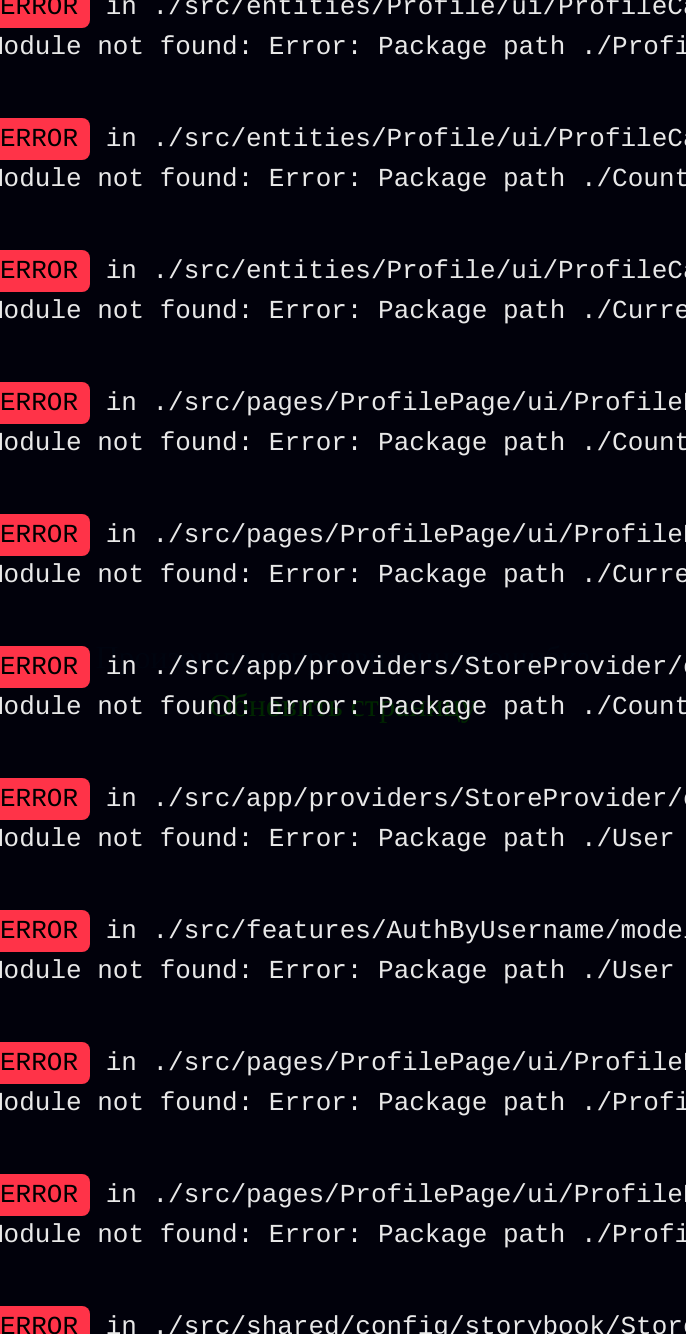 ERROR in ./src/entities/Profile/ui/ProfileCa
Module not found: Error: Package path ./Profi
ERROR in ./src/entities/Profile/ui/ProfileCa
Module not found: Error: Package path ./Count
ERROR in ./src/entities/Profile/ui/ProfileCa
Module not found: Error: Package path ./Curre
ERROR in ./src/pages/ProfilePage/ui/Profile
Module not found: Error: Package path ./Count
ERROR in ./src/pages/ProfilePage/ui/Profile
Module not found: Error: Package path ./Curre
ERROR in ./src/app/providers/StoreProvider/
Module not found: Error: Package path ./Count
Обновить страницу
ERROR in ./src/app/providers/StoreProvider/
Module not found: Error: Package path ./User
ERROR in ./src/features/AuthByUsername/mode
Module not found: Error: Package path ./User
ERROR in ./src/pages/ProfilePage/ui/Profile
Module not found: Error: Package path ./Profi
ERROR in ./src/pages/ProfilePage/ui/Profile
Module not found: Error: Package path ./Profi
ERROR in ./src/shared/config/storybook/Store